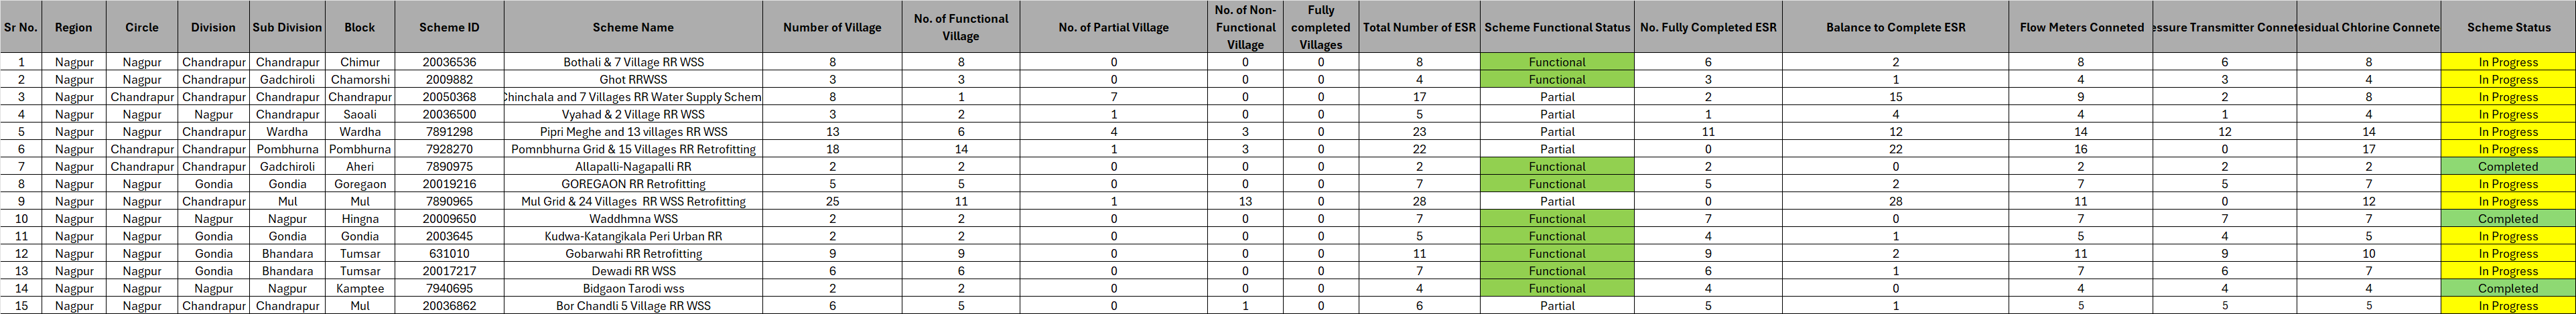 Sr No. Region Circle Division Sub Division Block Scheme ID Scheme Name Number of Village No. of Functional Village No. of Partial Village No. of Non-Functional Village Fully completed Villages Total Number of ESR Scheme Functional Status No. Fully Completed ESR Balance to Complete ESR Flow Meters Conneted essure Transmitter Connet esidual Chlorine Connete Scheme Status
1 Nagpur Nagpur Chandrapur Chandrapur Chimur 20036536 Bothali & 7 Village RR WSS 8 8 0 0 0 8 Functional 6 2 8 6 8 In Progress
2 Nagpur Nagpur Chandrapur Gadchiroli Chamorshi 2009882 Ghot RRWSS 3 3 0 0 0 4 Functional 3 1 4 3 4 In Progress
3 Nagpur Chandrapur Chandrapur Chandrapur Chandrapur 20050368 Chinchala and 7 Villages RR Water Supply Schem 8 1 7 0 0 17 Partial 2 15 9 2 8 In Progress
4 Nagpur Nagpur Nagpur Chandrapur Saoali 20036500 Vyahad & 2 Village RR WSS 3 2 1 0 0 5 Partial 1 4 4 1 4 In Progress
5 Nagpur Nagpur Chandrapur Wardha Wardha 7891298 Pipri Meghe and 13 villages RR WSS 13 6 4 3 0 23 Partial 11 12 14 12 14 In Progress
6 Nagpur Chandrapur Chandrapur Pombhurna Pombhurna 7928270 Pomnbhurna Grid & 15 Villages RR Retrofitting 18 14 1 3 0 22 Partial 0 22 16 0 17 In Progress
7 Nagpur Chandrapur Chandrapur Gadchiroli Aheri 7890975 Allapalli-Nagapalli RR 2 2 0 0 0 2 Functional 2 0 2 2 2 Completed
8 Nagpur Nagpur Gondia Gondia Goregaon 20019216 GOREGAON RR Retrofitting 5 5 0 0 0 7 Functional 5 2 7 5 7 In Progress
9 Nagpur Nagpur Chandrapur Mul Mul 7890965 Mul Grid & 24 Villages RR WSS Retrofitting 25 11 1 13 0 28 Partial 0 28 11 0 12 In Progress
10 Nagpur Nagpur Nagpur Nagpur Hingna 20009650 Waddhmna WSS 2 2 0 0 0 7 Functional 7 0 7 7 7 Completed
11 Nagpur Nagpur Gondia Gondia Gondia 2003645 Kudwa-Katangikala Peri Urban RR 2 2 0 0 0 5 Functional 4 1 5 4 5 In Progress
12 Nagpur Nagpur Gondia Bhandara Tumsar 631010 Gobarwahi RR Retrofitting 9 9 0 0 0 11 Functional 9 2 11 9 10 In Progress
13 Nagpur Nagpur Gondia Bhandara Tumsar 20017217 Dewadi RR WSS 6 6 0 0 0 7 Functional 6 1 7 6 7 In Progress
14 Nagpur Nagpur Nagpur Nagpur Kamptee 7940695 Bidgaon Tarodi wss 2 2 0 0 0 4 Functional 4 0 4 4 4 Completed
15 Nagpur Nagpur Chandrapur Chandrapur Mul 20036862 Bor Chandli 5 Village RR WSS 6 5 0 1 0 6 Partial 5 1 5 5 5 In Progress